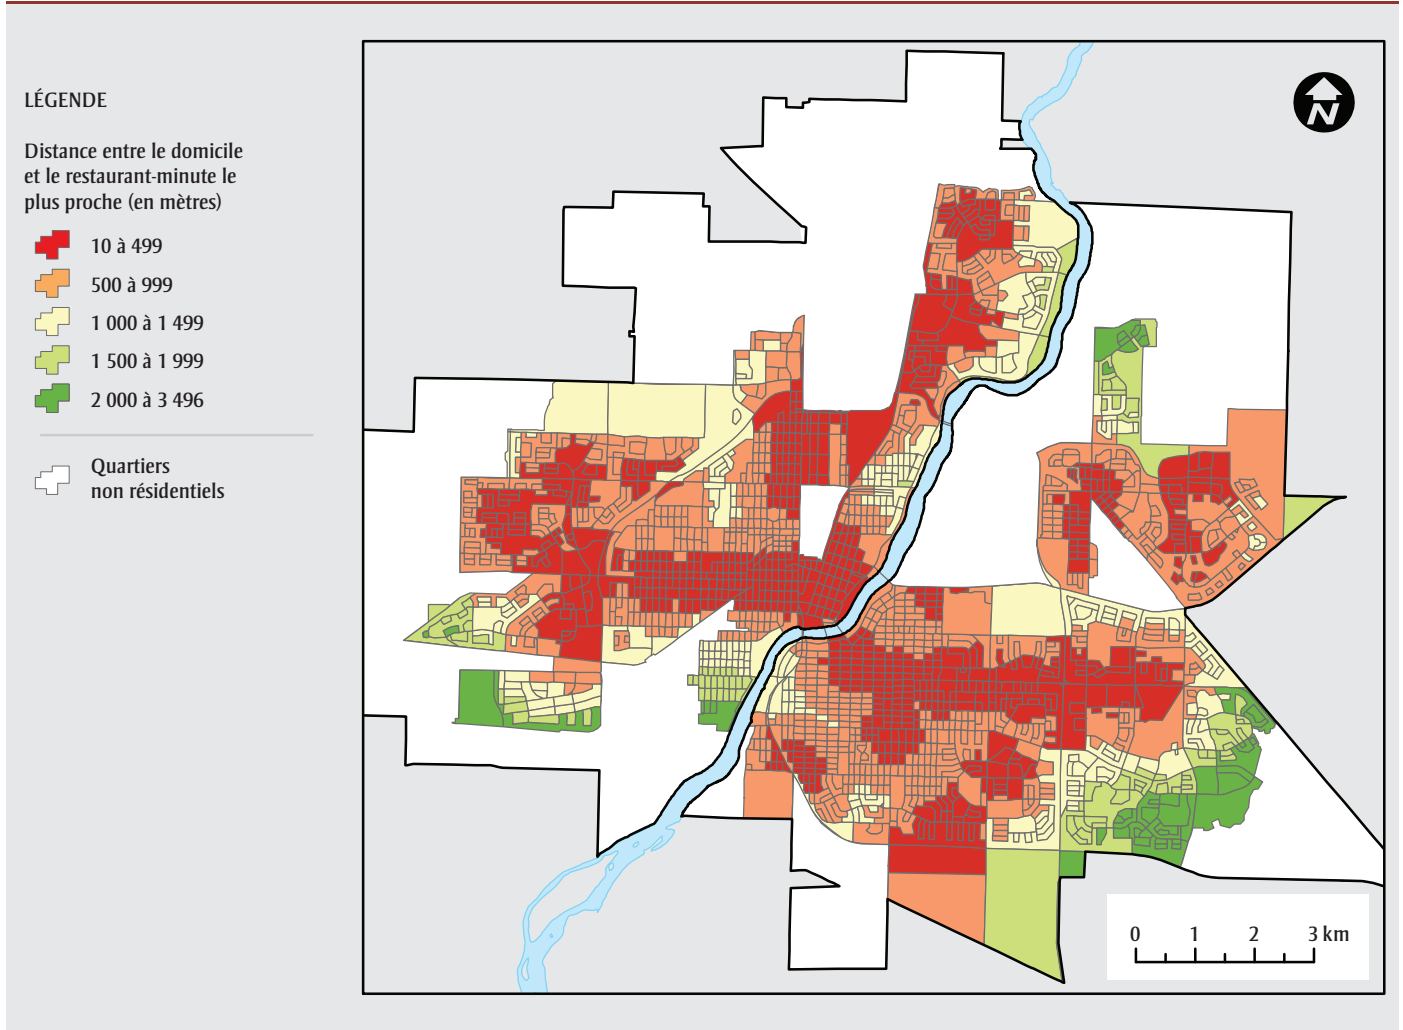 LÉGENDE
Distance entre le domicile
et le restaurant-minute le
plus proche (en mètres)
10 à 499
500 à 999
1 000 à 1 499
1 500 à 1 999
2 000 à 3 496
Quartiers
non résidentiels
N
0 1 2 3 km